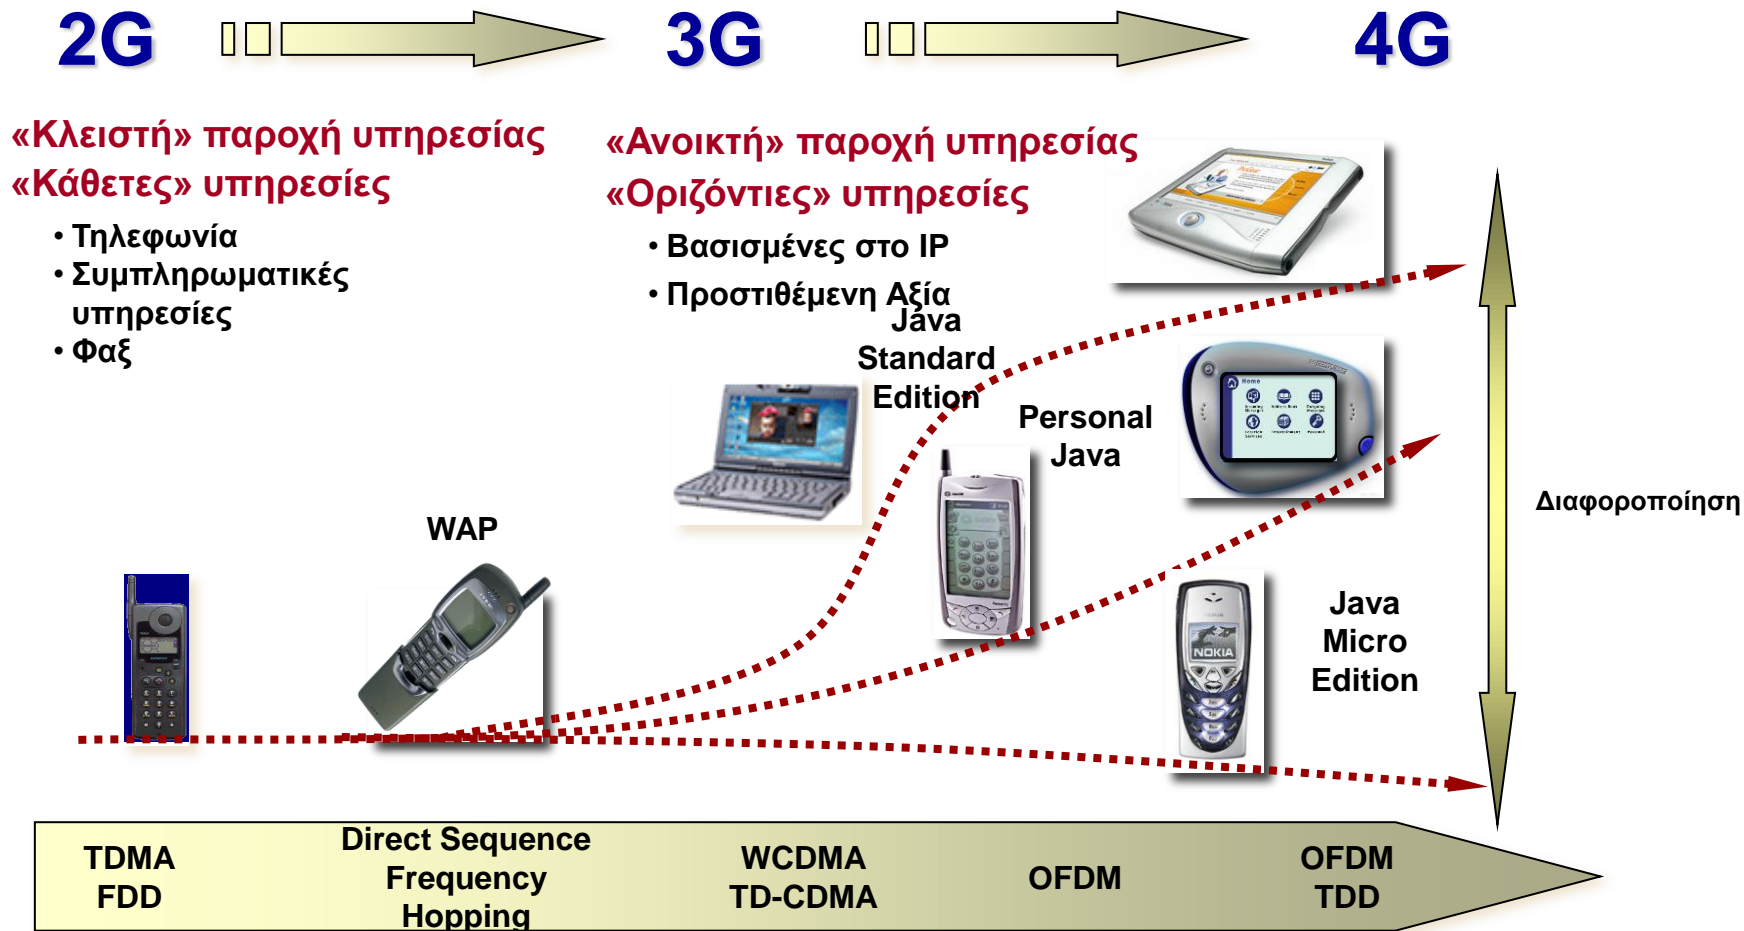 2G
3G
4G
«Κλειστή» παροχή υπηρεσίας
«Κάθετες» υπηρεσίες
• Τηλεφωνία
• Συμπληρωματικές
υπηρεσίες
• Φαξ
«Ανοικτή» παροχή υπηρεσίας
«Οριζόντιες» υπηρεσίες
• Βασισμένες στο IP
• Προστιθέμενη Αξία
Java
Standard
Edition
Personal
Java
Home
WAP
Διαφοροποίηση
NOKIA
Java
Micro
Edition
TDMA
FDD
Direct Sequence
Frequency
Hopping
WCDMA
TD-CDMA
OFDM
OFDM
TDD